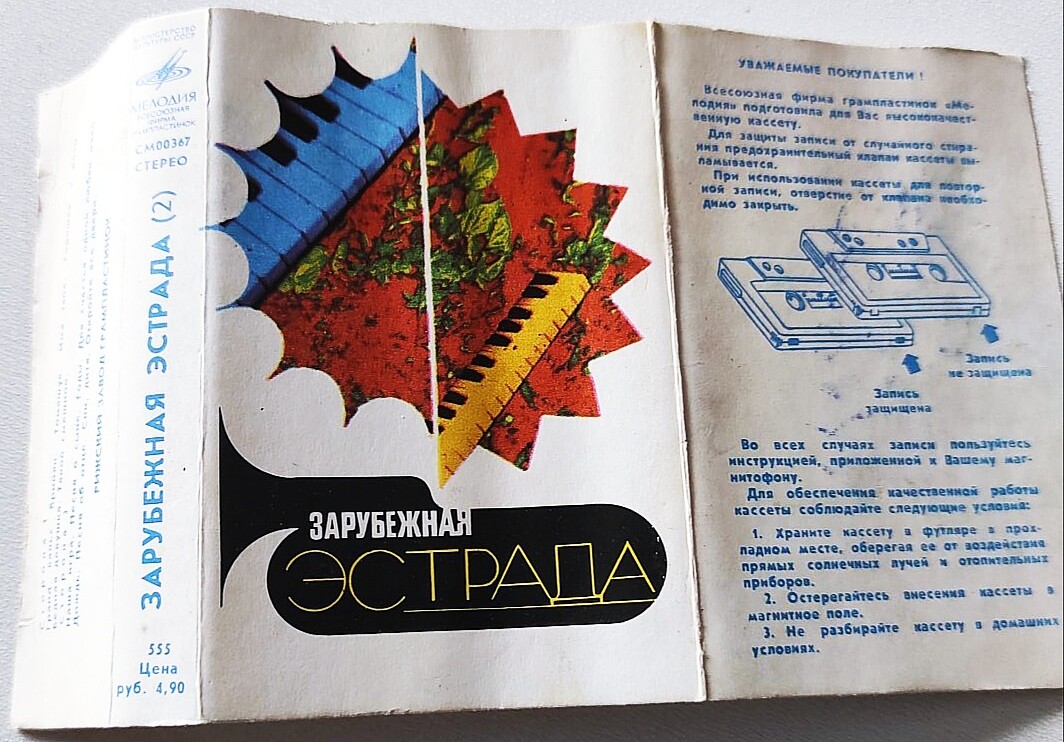 МИНИСТЕРСТВО
КУЛЬТУРЫ СССР
МЕЛОДИЯ
ВСЕСОЮЗНАЯ
ФИРМА
ГРАМПЛАСТИНОК
СМ00367
СТЕРЕО
ЗАРУБЕЖНАЯ ЭСТРАДА (2)
555
Цена
руб. 4,90
РИЖСКИЙ ЗАВОД ГРАМПЛАСТИНОК
ЗАРУБЕЖНАЯ
ЭСТРАДА
УВАЖАЕМЫЕ ПОКУПАТЕЛИ !
Всесоюзная фирма грампластинок «Ме-
лодия» подготовила для Вас высококачест-
венную кассету.
Для защиты записи от случайного стира-
ния предохранительный клапан кассеты вы-
ламывается.
При использовании кассеты для повтор-
ной записи, отверстие от клапана необхо-
димо закрыть.
Запись
не защищена
Запись
защищена
Во всех случаях записи пользуйтесь
инструкцией, приложенной к Вашему маг-
нитофону.
Для обеспечения качественной работы
кассеты соблюдайте следующие условия:
1. Храните кассету в футляре в прох-
ладном месте, оберегая ее от воздействия
прямых солнечных лучей и отопительных
приборов.
2. Остерегайтесь внесения кассеты в
магнитное поле.
3. Не разбирайте кассету в домашних
условиях.